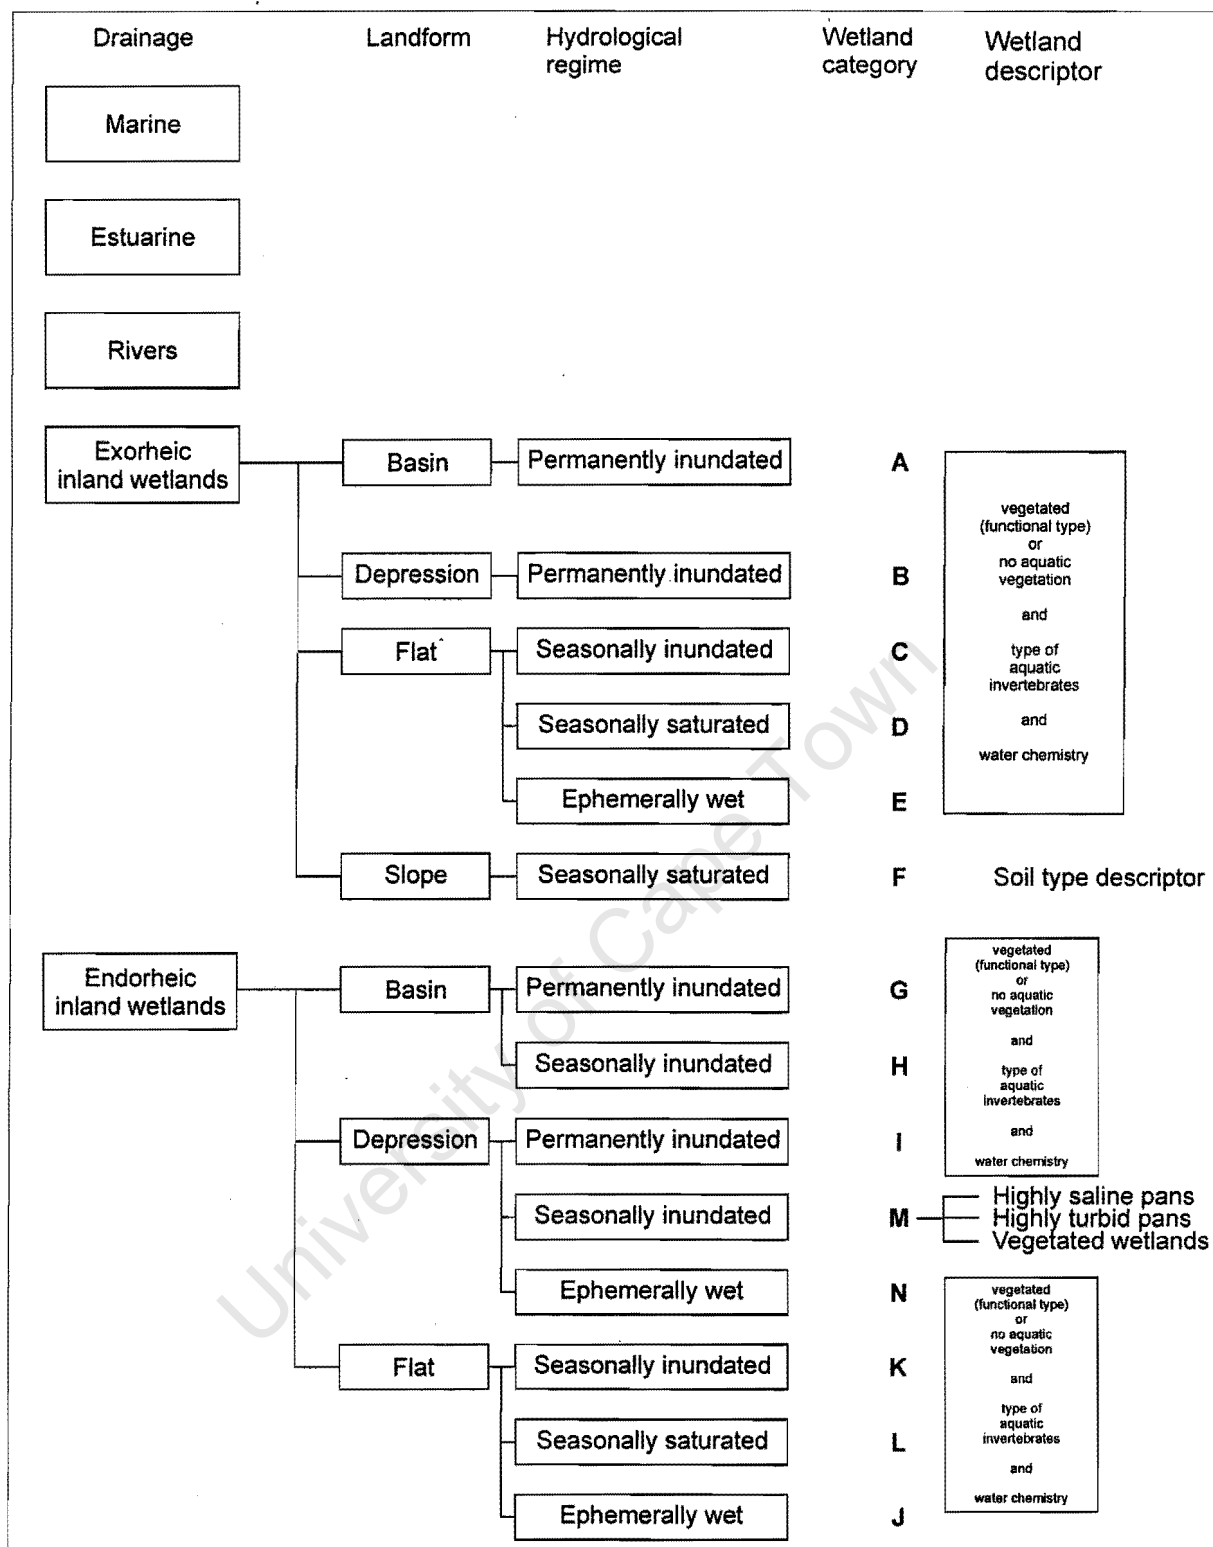 Drainage Landform Hydrological regime Wetland category Wetland descriptor
Marine
Estuarine
Rivers
Exorheic inland wetlands
Basin
Permanently inundated
A
Depression
Permanently inundated
B
Flat
Seasonally inundated
C
Seasonally saturated
D
Ephemerally wet
E
Slope
Seasonally saturated
F
Soil type descriptor
vegetated
(functional type)
or
no aquatic
vegetation
and
type of
aquatic
invertebrates
and
water chemistry
Endorheic
inland wetlands
Basin
Permanently inundated
G
Seasonally inundated
H
Depression
Permanently inundated
I
vegetated
(functional type)
or
no aquatic
vegetation
and
type of
aquatic
invertebrates
and
water chemistry
Seasonally inundated
M
Highly saline pans
Highly turbid pans
Vegetated wetlands
Ephemerally wet
N
Flat
Seasonally inundated
K
Seasonally saturated
L
Ephemerally wet
J
vegetated
(functional type)
or
no aquatic
vegetation
and
type of
aquatic
invertebrates
and
water chemistry
University of Cape Town